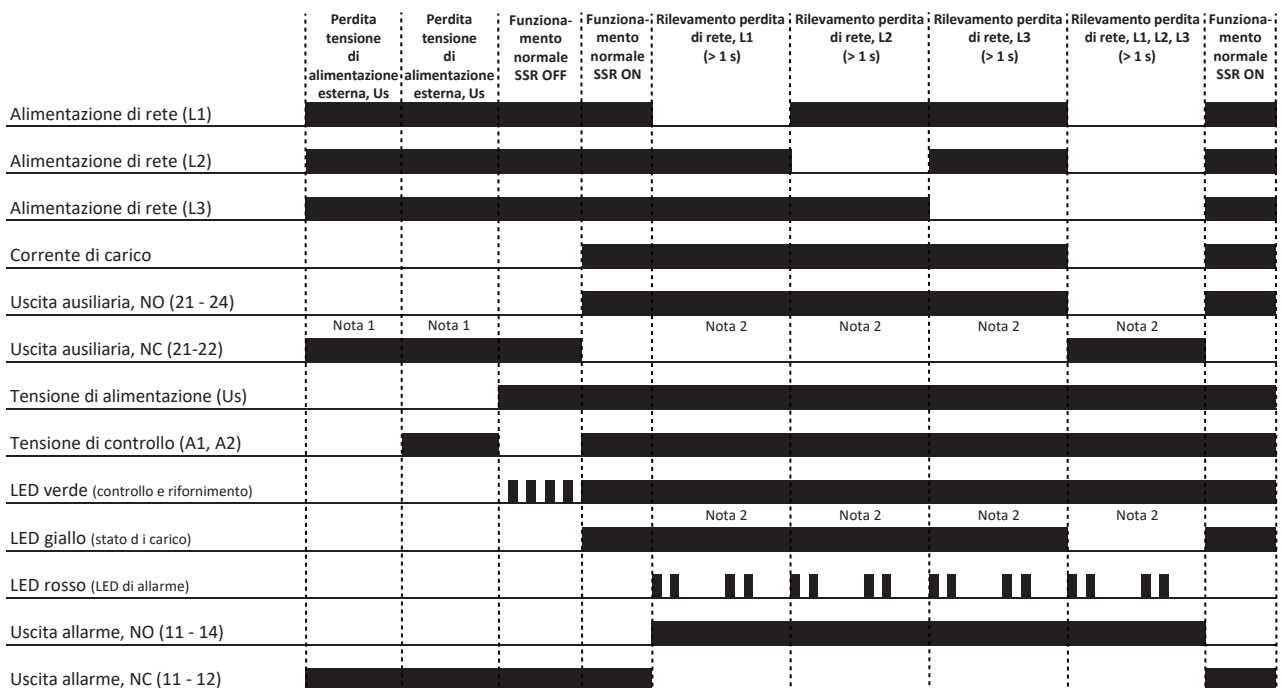 Perdita
tensione
di
alimentazione
esterna, Us
Perdita
tensione
di
alimentazione
esterna, Us
Funziona-
mento
normale
SSR OFF
Funziona-
mento
normale
SSR ON
Rilevamento perdita
di rete, L1
(> 1 s)
Rilevamento perdita
di rete, L2
(> 1 s)
Rilevamento perdita
di rete, L3
(> 1 s)
Rilevamento perdita
di rete, L1, L2, L3
(> 1 s)
Funziona-
mento
normale
SSR ON
Alimentazione di rete (L1)
Alimentazione di rete (L2)
Alimentazione di rete (L3)
Corrente di carico
Uscita ausiliaria, NO (21 - 24)
Nota 1 Nota 1 Nota 2 Nota 2 Nota 2 Nota 2
Uscita ausiliaria, NC (21-22)
Tensione di alimentazione (Us)
Tensione di controllo (A1, A2)
LED verde (controllo e rifornimento)
Nota 2 Nota 2 Nota 2 Nota 2
LED giallo (stato d i carico)
LED rosso (LED di allarme)
Uscita allarme, NO (11 - 14)
Uscita allarme, NC (11 - 12)